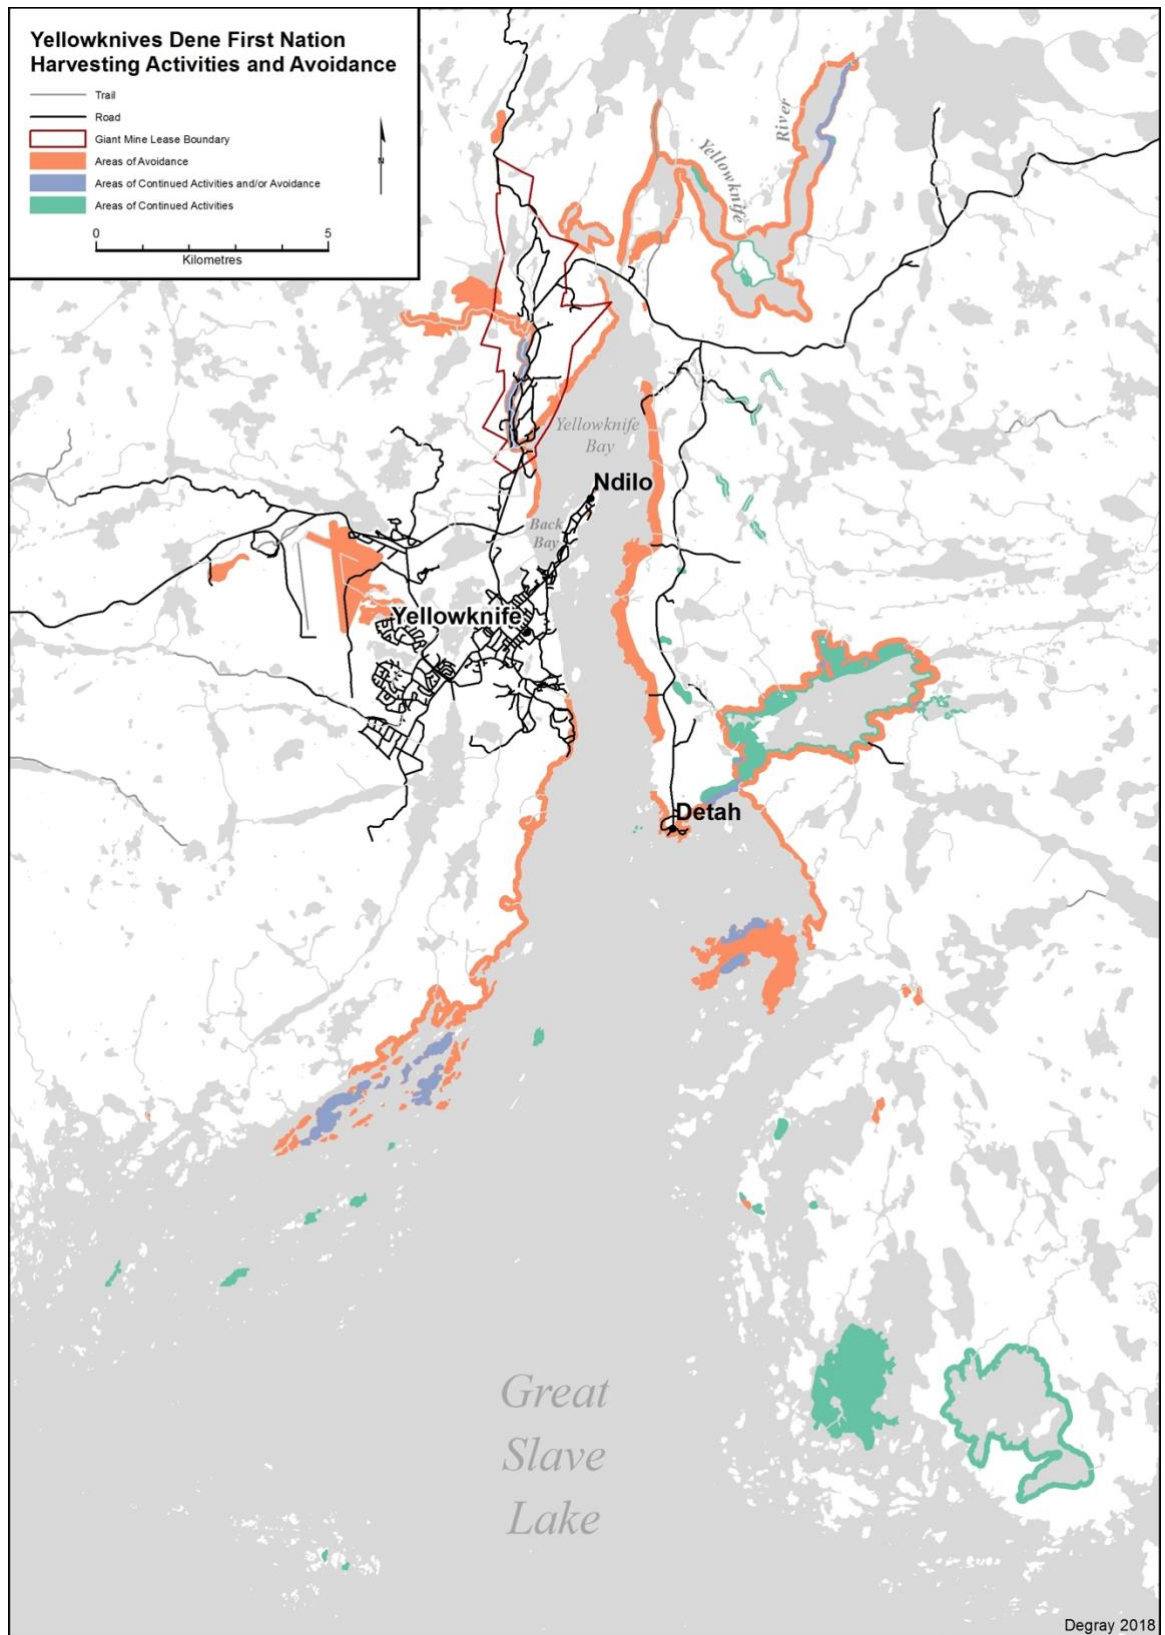 Yellowknives Dene First Nation
Harvesting Activities and Avoidance
Trail
Road
Giant Mine Lease Boundary
Areas of Avoidance
Areas of Continued Activities and/or Avoidance
Areas of Continued Activities
N
0 5
Kilometres
River
Yellowknife
Yellowknife
Bay
Ndilo
Back
Bay
Yellowknife
Detah
Great
Slave
Lake
Degray 2018